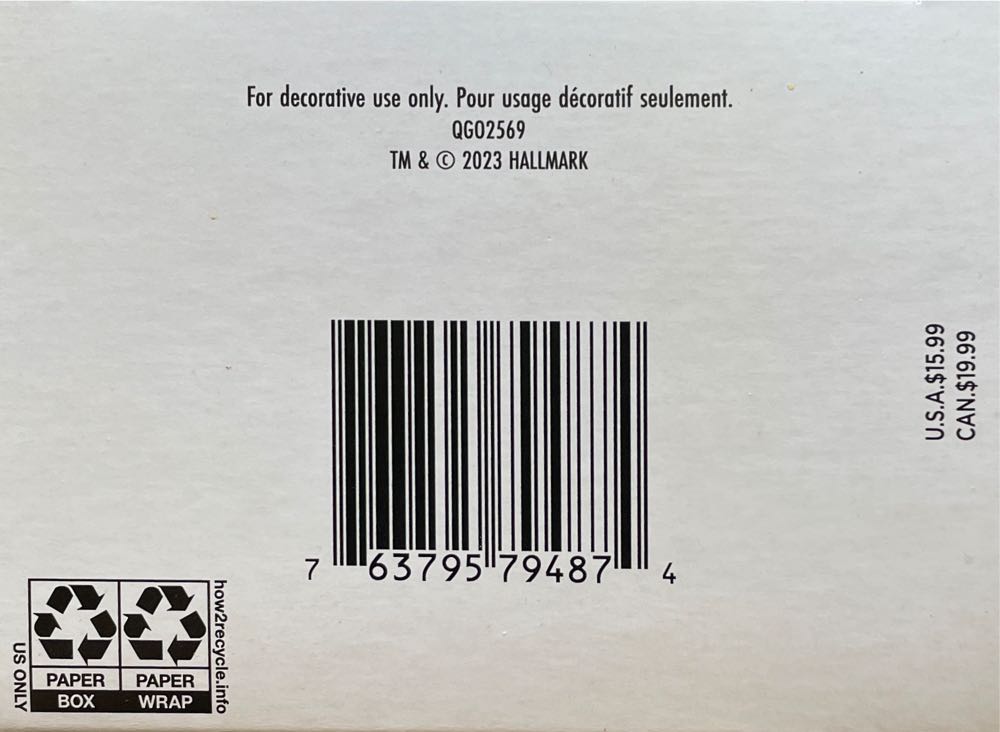 For decorative use only. Pour usage décoratif seulement.
QGO2569
TM & © 2023 HALLMARK
U.S.A.$15.99
CAN.$19.99
7 63795 79487 4
how2recycle.info
US ONLY
PAPER PAPER
BOX WRAP